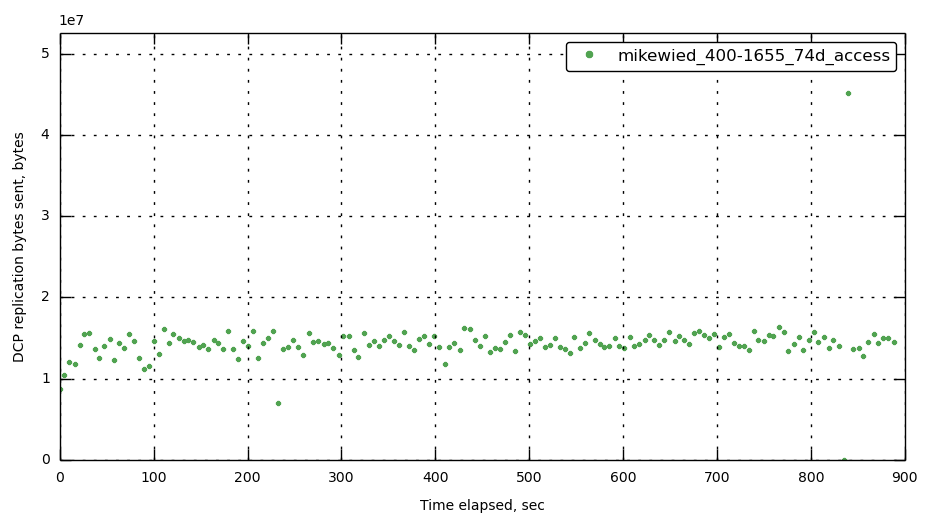 1e7
mikewied_400-1655_74d_access
DCP replication bytes sent, bytes
5
4
3
2
1
0
0 100 200 300 400 500 600 700 800 900
Time elapsed, sec